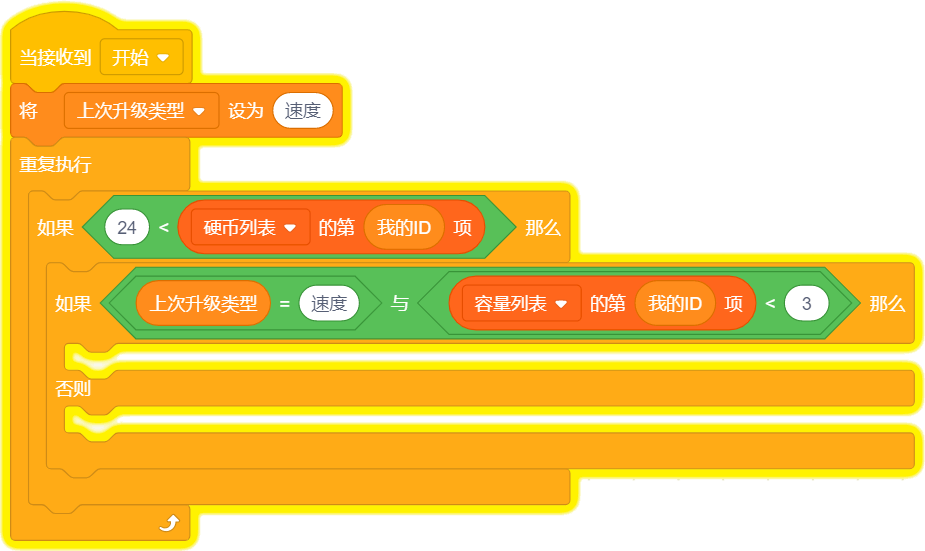 当接收到 开始
将 上次升级类型 设为 速度
重复执行
如果 24 < 硬币列表 的第 我的ID 项 那么
如果 上次升级类型 = 速度 与 容量列表 的第 我的ID 项 < 3 那么
否则